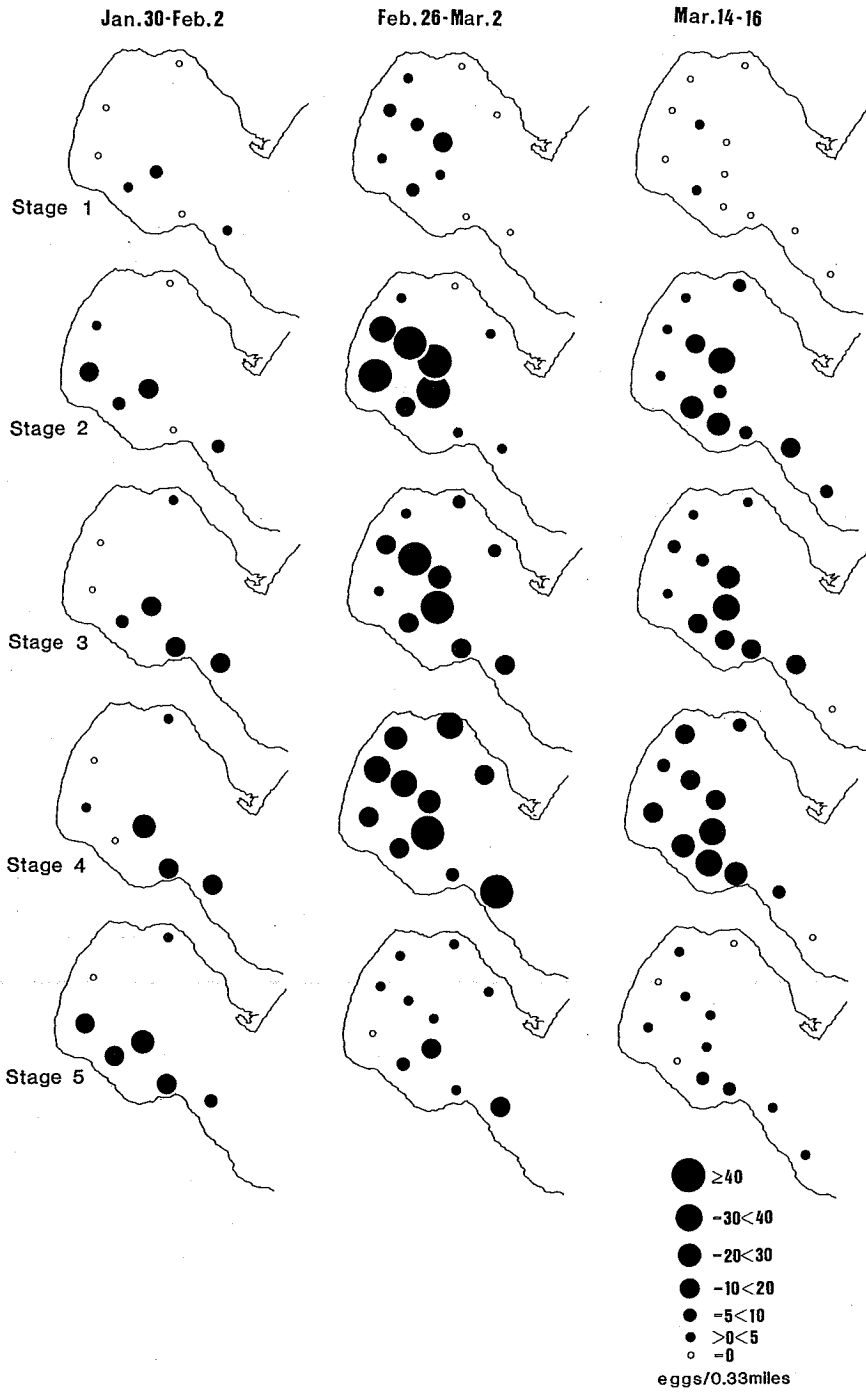 Jan.30-Feb.2 Feb.26-Mar.2 Mar.14-16
Stage 1
Stage 2
Stage 3
Stage 4
Stage 5
≥40
-30<40
-20<30
-10<20
-5<10
>0<5
-0
eggs/0.33miles